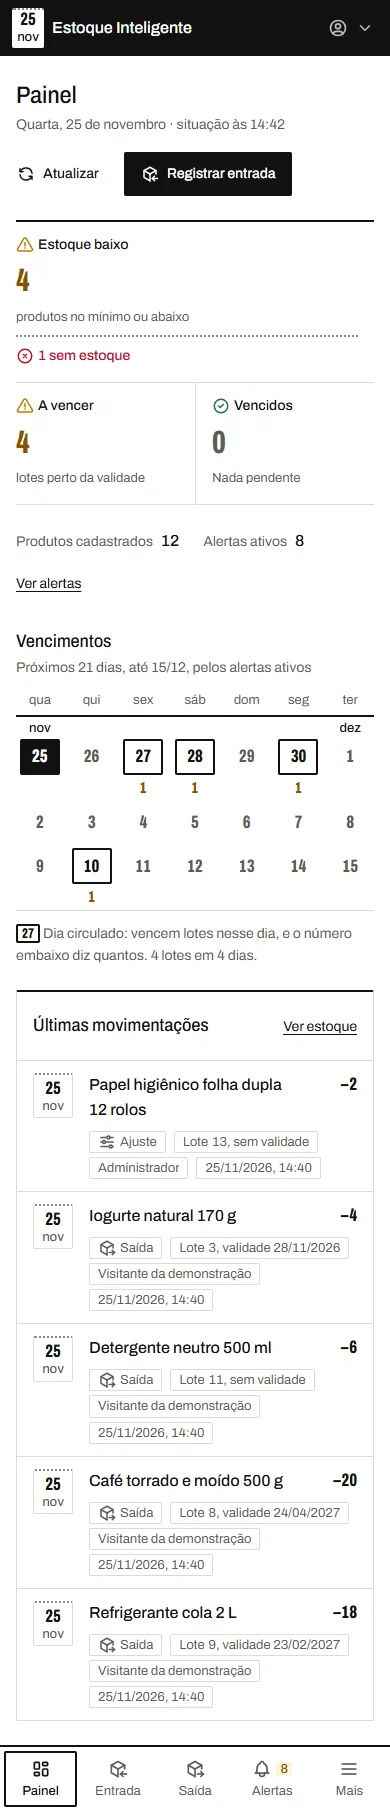 25
nov
Estoque Inteligente
Painel
Quarta, 25 de novembro · situação às 14:42
Atualizar
Registrar entrada
Estoque baixo
4
produtos no mínimo ou abaixo
1 sem estoque
A vencer
4
lotes perto da validade
Vencidos
0
Nada pendente
Produtos cadastrados 12 Alertas ativos 8
Ver alertas
Vencimentos
Próximos 21 dias, até 15/12, pelos alertas ativos
qua qui sex sáb dom seg ter
nov dez
25 26 27 28 29 30 1
1 1 1
2 3 4 5 6 7 8
9 10 11 12 13 14 15
1
27 Dia circulado: vencem lotes nesse dia, e o número
embaixo diz quantos. 4 lotes em 4 dias.
Últimas movimentações Ver estoque
25
nov
Papel higiênico folha dupla
12 rolos
−2
Ajuste Lote 13, sem validade
Administrador 25/11/2026, 14:40
25
nov
Iogurte natural 170 g −4
Saída Lote 3, validade 28/11/2026
Visitante da demonstração
25/11/2026, 14:40
25
nov
Detergente neutro 500 ml −6
Saída Lote 11, sem validade
Visitante da demonstração
25/11/2026, 14:40
25
nov
Café torrado e moído 500 g −20
Saída Lote 8, validade 24/04/2027
Visitante da demonstração
25/11/2026, 14:40
25
nov
Refrigerante cola 2 L −18
Saída Lote 9, validade 23/02/2027
Visitante da demonstração
25/11/2026, 14:40
8
Painel Entrada Saída Alertas Mais